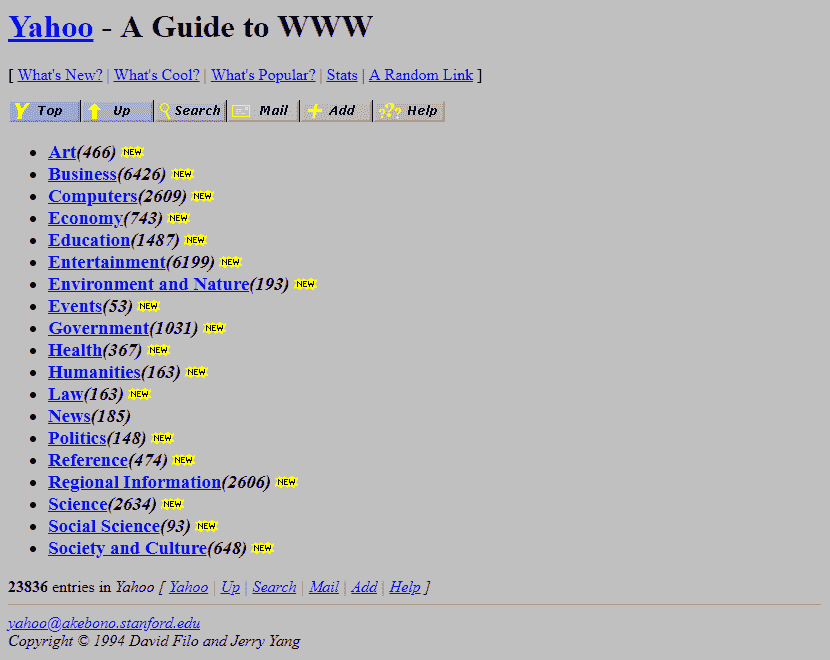 Yahoo - A Guide to WWW
[ What's New? | What's Cool? | What's Popular? | Stats | A Random Link ]
Y Top Up Search Mail Add ??? Help
Art(466) NEW
Business(6426) NEW
Computers(2609) NEW
Economy(743) NEW
Education(1487) NEW
Entertainment(6199) NEW
Environment and Nature(193) NEW
Events(53) NEW
Government(1031) NEW
Health(367) NEW
Humanities(163) NEW
Law(163) NEW
News(185)
Politics(148) NEW
Reference(474) NEW
Regional Information(2606) NEW
Science(2634) NEW
Social Science(93) NEW
Society and Culture(648) NEW
23836 entries in Yahoo [ Yahoo | Up | Search | Mail | Add | Help ]
yahoo@akebono.stanford.edu
Copyright © 1994 David Filo and Jerry Yang